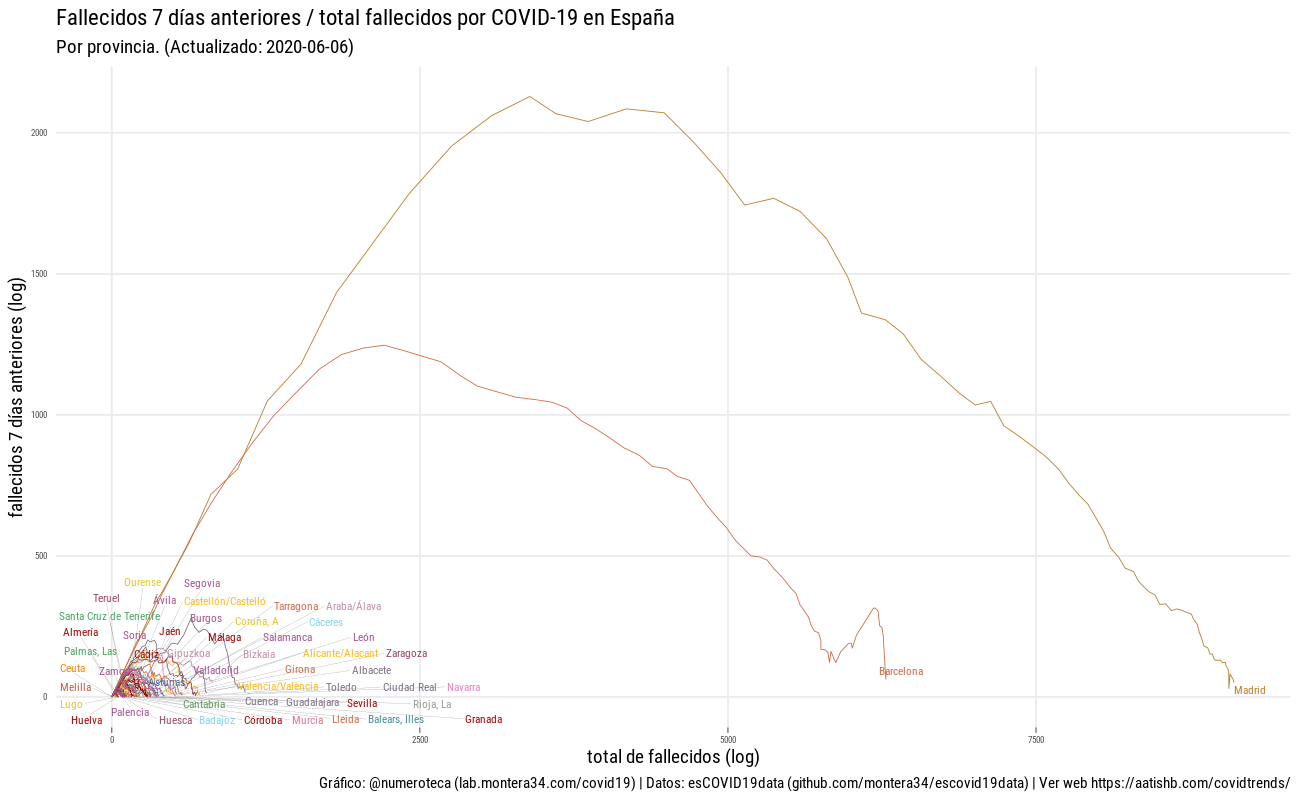 Fallecidos 7 días anteriores / total fallecidos por COVID-19 en España
Por provincia. (Actualizado: 2020-06-06)
fallecidos 7 días anteriores (log)
2000
1500
1000
500
0
Ourense
Segovia
Teruel
Ávila
Castellón/Castelló
Tarragona
Araba/Álava
Santa Cruz de Tenerife
Burgos
Coruña, A
Cáceres
Almería
Soria
Jaén
Málaga
Salamanca
León
Palmas, Las
Cádiz
Gipuzkoa
Bizkaia
Alicante/Alacant
Zaragoza
Ceuta
Zamora
Valladolid
Girona
Albacete
Barcelona
Melilla
Asturias
Valencia/València
Toledo
Ciudad Real
Navarra
Madrid
Lugo
Palencia
Cantabria
Cuenca
Guadalajara
Sevilla
Rioja, La
Huelva
Huesca
Badajoz
Córdoba
Murcia
Lleida
Balears, Illes
Granada
0
2500
5000
7500
total de fallecidos (log)
Gráfico: @numeroteca (lab.montera34.com/covid19) | Datos: esCOVID19data (github.com/montera34/escovid19data) | Ver web https://aatishb.com/covidtrends/